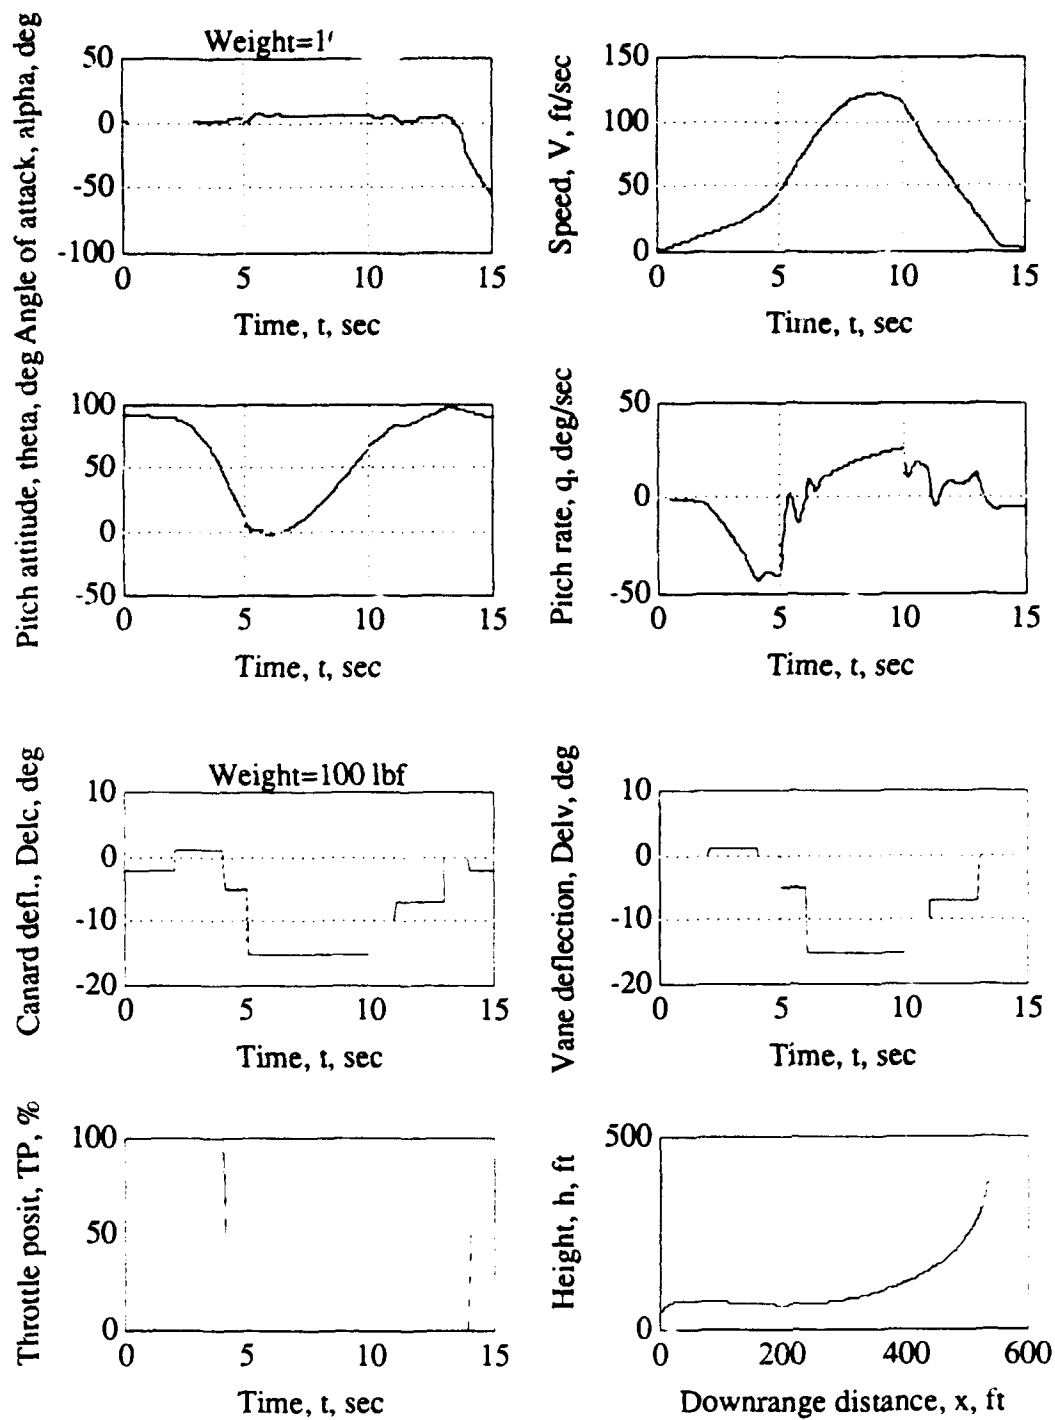 Weight=1
Angle of attack, alpha, deg
50
0
-50
-100
0 5 10 15
Time, t, sec
Speed, V, ft/sec
150
100
50
0
0 5 10 15
Time, t, sec
Pitch attitude, theta, deg
100
50
0
-50
0 5 10 15
Time, t, sec
Pitch rate, q, deg/sec
50
0
-50
0 5 10 15
Time, t, sec
Weight=100 lbf
Canard defl., Delc, deg
10
0
-10
-20
0 5 10 15
Time, t, sec
Vane deflection, Delv, deg
10
0
-10
-20
0 5 10 15
Time, t, sec
Throttle posit, TP, %
100
50
0
0 5 10 15
Time, t, sec
Height, h, ft
500
0
0 200 400 600
Downrange distance, x, ft